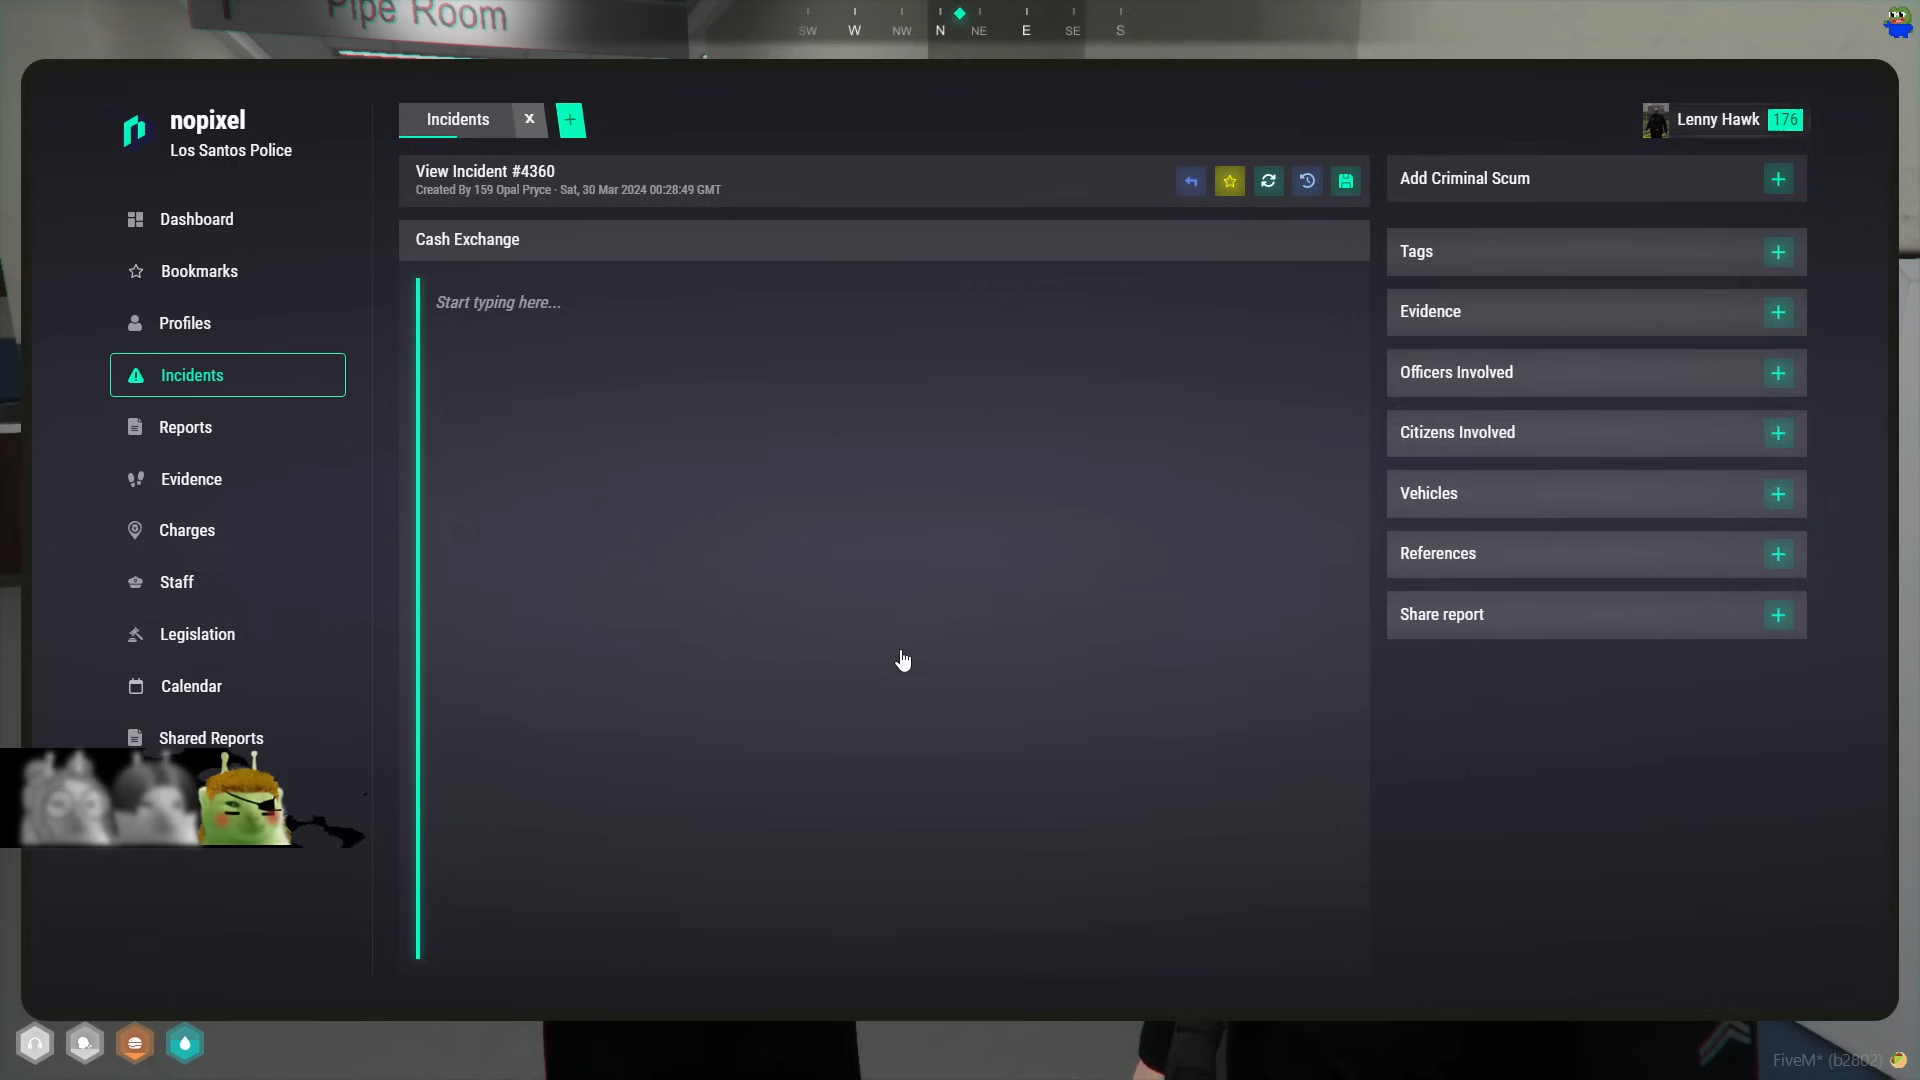 Pipe Room
SW W NW N NE E SE S
nopixel
Los Santos Police
Incidents x +
Lenny Hawk 176
View Incident #4360
Created By 159 Opal Pryce · Sat, 30 Mar 2024 00:28:49 GMT
Cash Exchange
Start typing here...
Dashboard
Bookmarks
Profiles
Incidents
Reports
Evidence
Charges
Staff
Legislation
Calendar
Shared Reports
Add Criminal Scum +
Tags +
Evidence +
Officers Involved +
Citizens Involved +
Vehicles +
References +
Share report +
FiveM* (b2802)